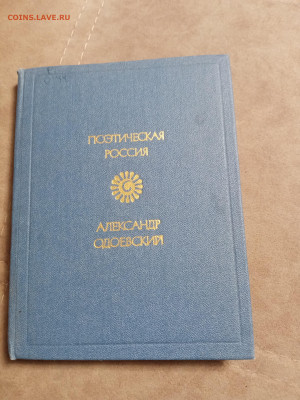 COINS.LAVE.RU
ПОЭТИЧЕСКАЯ
РОССИЯ
АЛЕКСАНДР
ОДОЕВСКИЙ